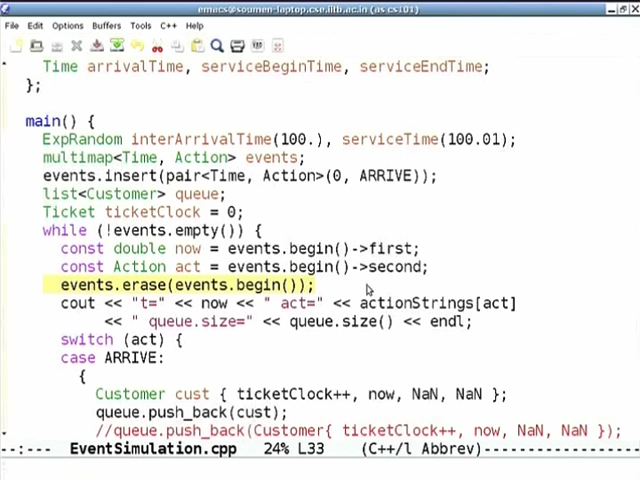 emacs@soumen-laptop.cse.iitb.ac.in (as cs101)
File Edit Options Buffers Tools C++ Help
Time arrivalTime, serviceBeginTime, serviceEndTime;
};
main() {
ExpRandom interArrivalTime(100.), serviceTime(100.01);
multimap<Time, Action> events;
events.insert(pair<Time, Action>(0, ARRIVE));
list<Customer> queue;
Ticket ticketClock = 0;
while (!events.empty()) {
const double now = events.begin()->first;
const Action act = events.begin()->second;
events.erase(events.begin());
cout << "t=" << now << " act=" << actionStrings[act]
<< " queue.size=" << queue.size() << endl;
switch (act) {
case ARRIVE:
{
Customer cust { ticketClock++, now, NaN, NaN };
queue.push_back(cust);
//queue.push_back(Customer{ ticketClock++, now, NaN, NaN });
-:--- EventSimulation.cpp 24% L33 (C++/l Abbrev)-----------------